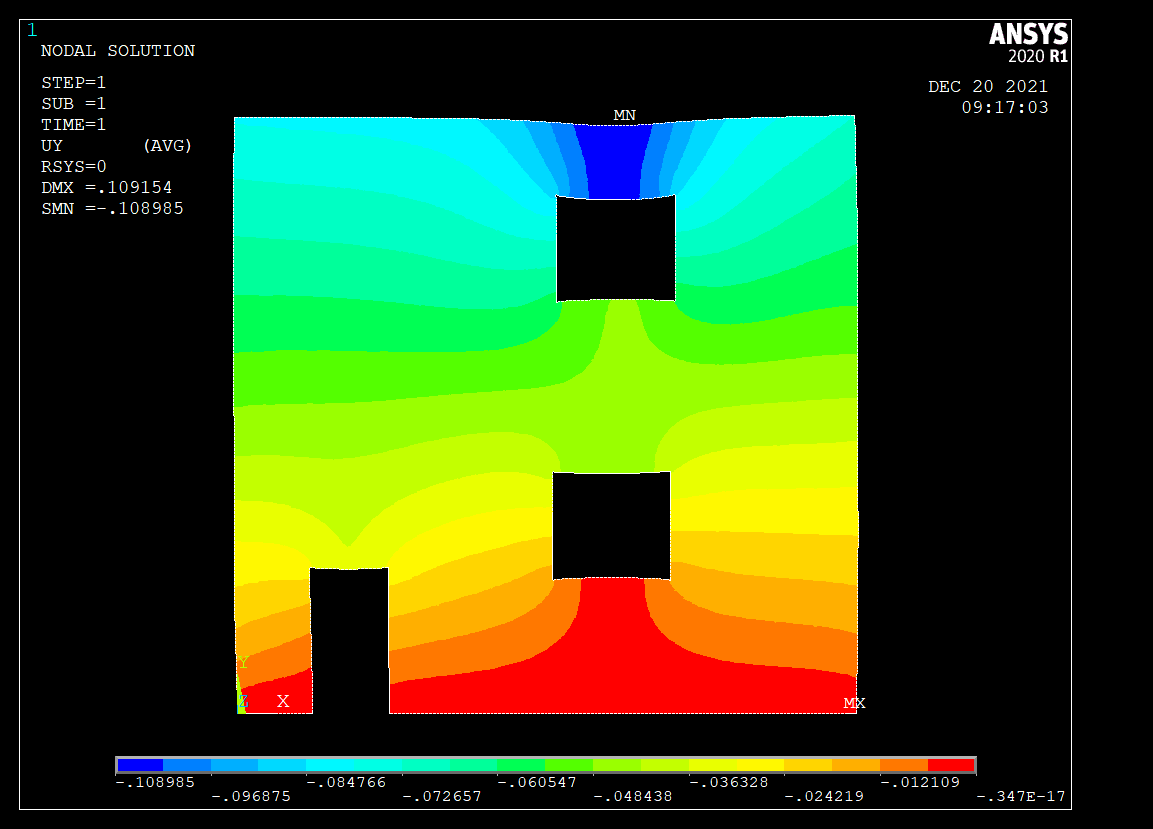 1
ANSYS
2020 R1
NODAL SOLUTION
STEP=1
SUB =1
TIME=1
UY (AVG)
RSYS=0
DMX =.109154
SMN =-.108985
DEC 20 2021
09:17:03
MN
Y
Z X
MX
-.108985 -.084766 -.060547 -.036328 -.012109
-.096875 -.072657 -.048438 -.024219 -.347E-17